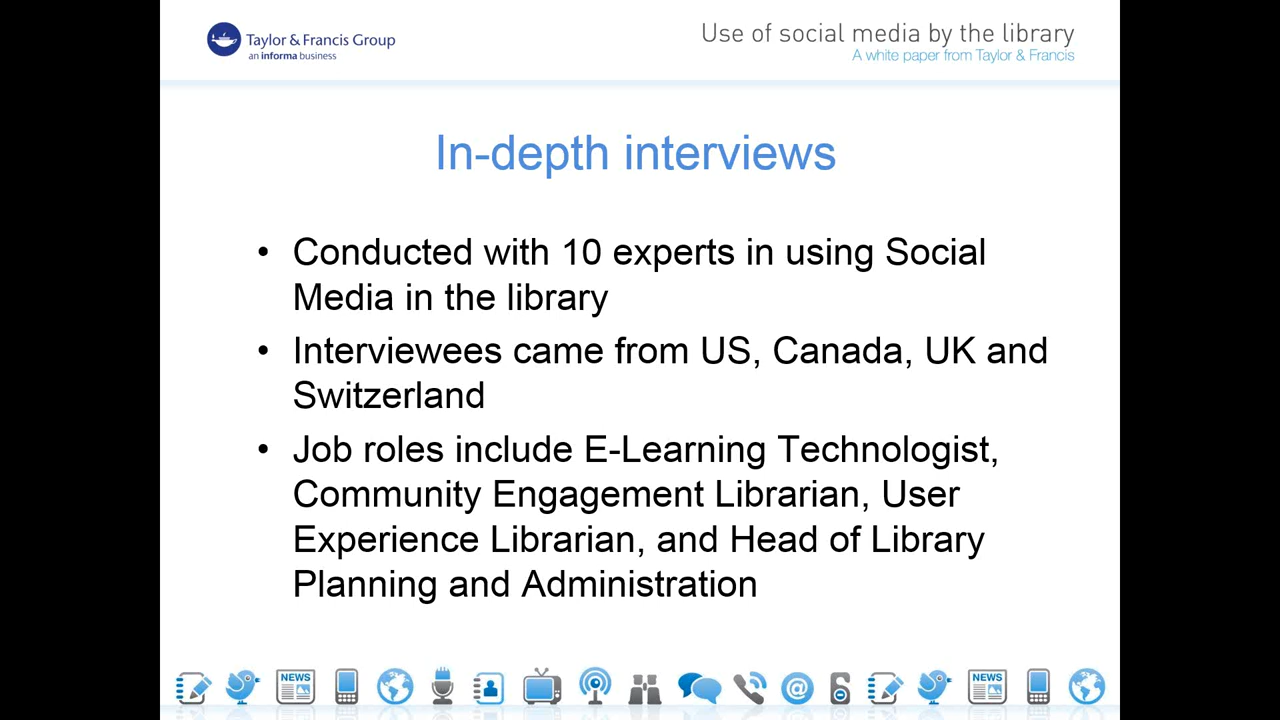 Taylor & Francis Group
an informa business
Use of social media by the library
A white paper from Taylor & Francis
In-depth interviews
• Conducted with 10 experts in using Social
Media in the library
• Interviewees came from US, Canada, UK and
Switzerland
• Job roles include E-Learning Technologist,
Community Engagement Librarian, User
Experience Librarian, and Head of Library
Planning and Administration
NEWS
NEWS